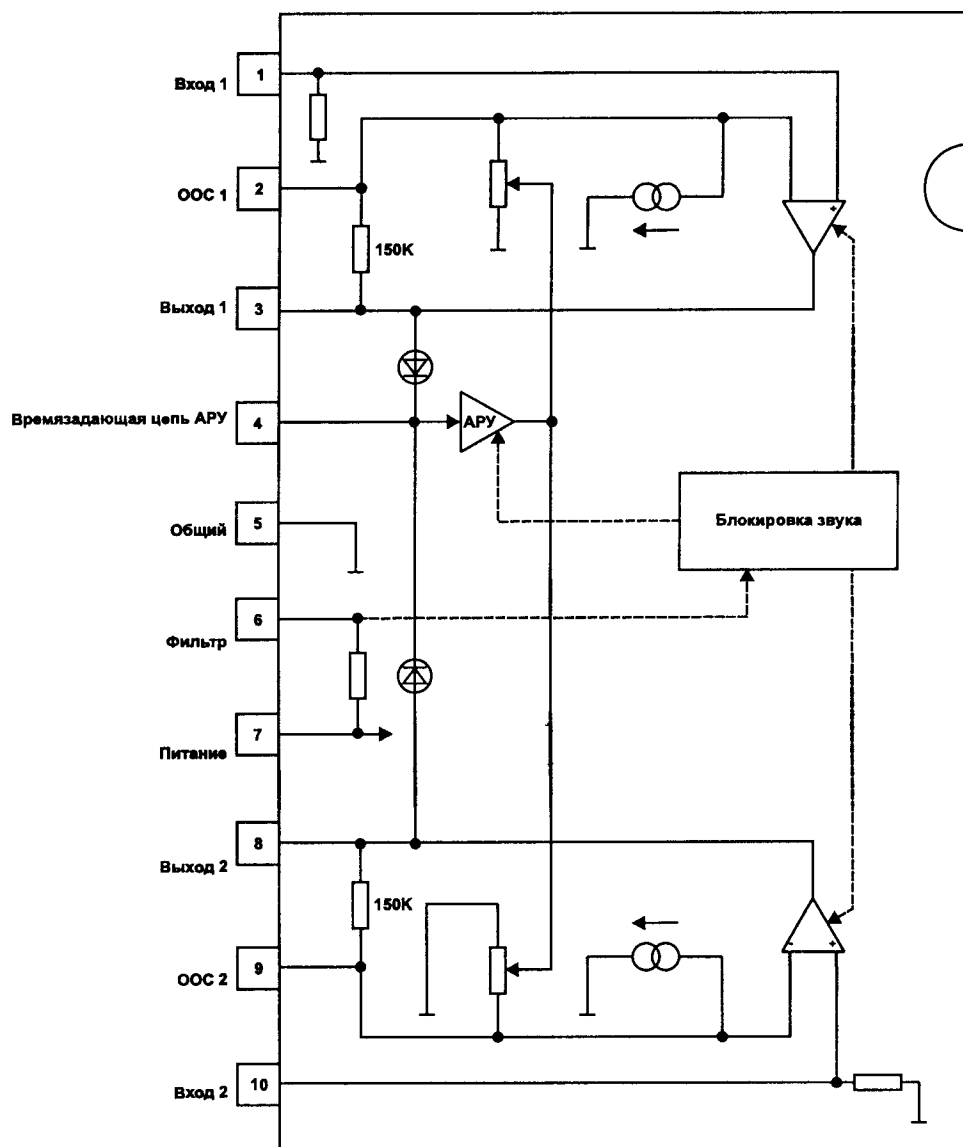 Вход 1
1
ООС 1
2
150K
Выход 1
3
+
Времязадающая цепь АРУ
4
АРУ
Общий
5
Блокировка звука
Фильтр
6
Питание
7
Выход 2
8
150K
ООС 2
9
- +
Вход 2
10